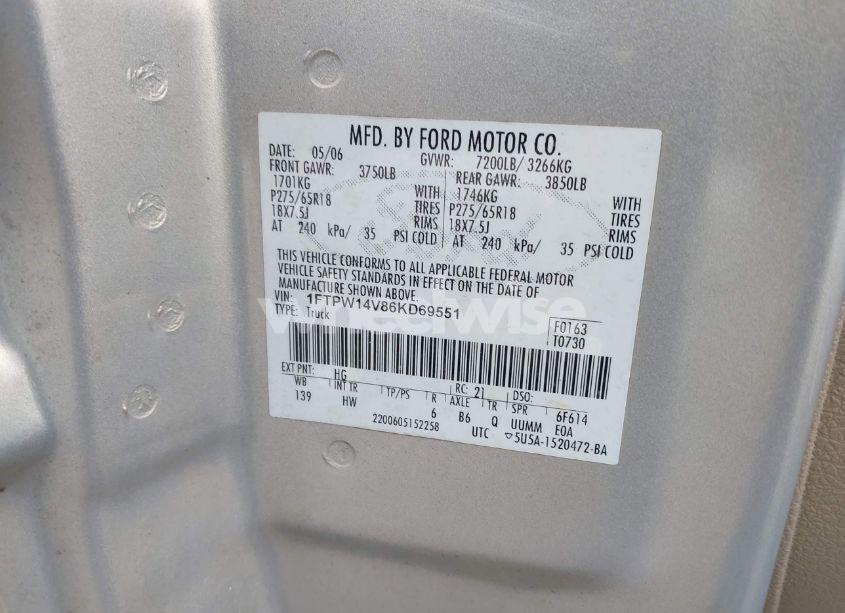 MFD. BY FORD MOTOR CO.
DATE: 05/06 GVWR: 7200LB/ 3266KG
FRONT GAWR: 3750LB REAR GAWR: 3850LB
1701KG WITH 1746KG WITH
P275/65R18 TIRES P275/65R18 TIRES
18X7.5J RIMS 18X7.5J RIMS
AT 240 kPa/ 35 PSI COLD AT 240 kPa/ 35 PSI COLD
THIS VEHICLE CONFORMS TO ALL APPLICABLE FEDERAL MOTOR
VEHICLE SAFETY STANDARDS IN EFFECT ON THE DATE OF
MANUFACTURE SHOWN ABOVE.
VIN: 1FTPW14V86KD69551
TYPE: Truck
F0163
T0730
EXT PNT: HG RC: 21 DSO:
WB INT TR TP/PS R AXLE TR SPR 6F614
139 HW 6 B6 Q UUMM EOA
2200605152258 UTC ▽5U5A-1520472-BA
wheelwise